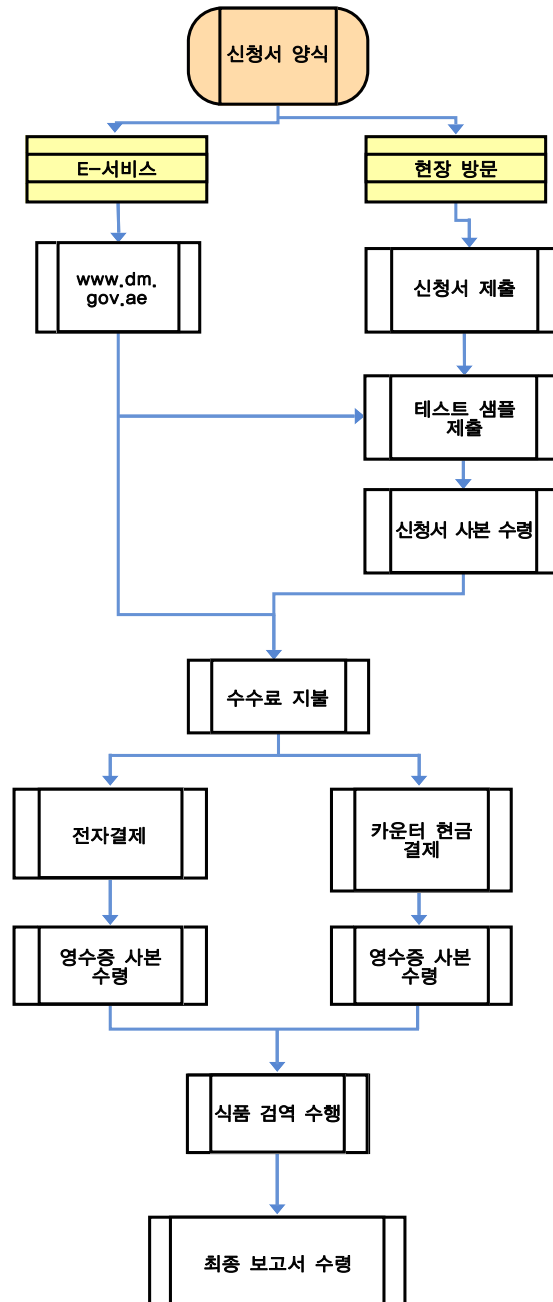 신청서 양식
E-서비스
현장 방문
www.dm.
gov.ae
신청서 제출
테스트 샘플
제출
신청서 사본 수령
수수료 지불
전자결제
카운터 현금
결제
영수증 사본
수령
영수증 사본
수령
식품 검역 수행
최종 보고서 수령